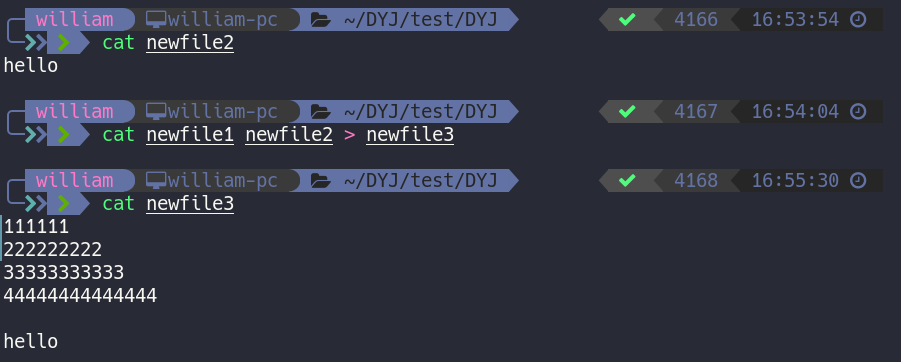 william william-pc ~/DYJ/test/DYJ 4166 16:53:54
cat newfile2
hello
william william-pc ~/DYJ/test/DYJ 4167 16:54:04
cat newfile1 newfile2 > newfile3
william william-pc ~/DYJ/test/DYJ 4168 16:55:30
cat newfile3
111111
222222222
33333333333
44444444444444
hello